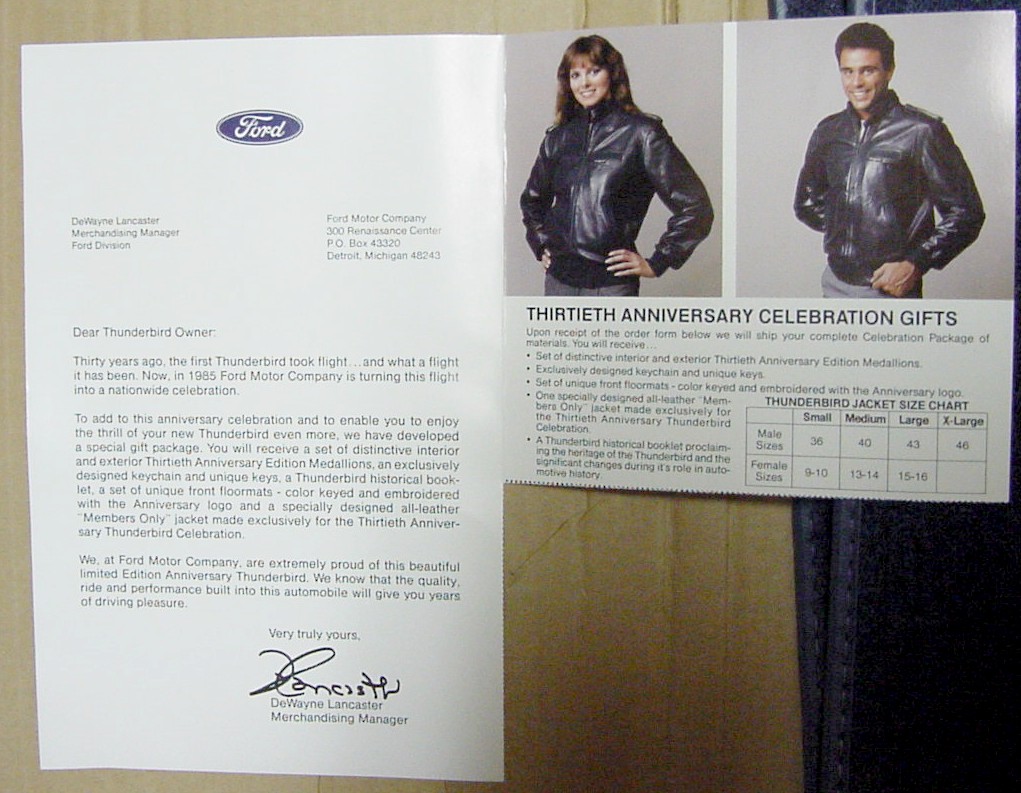 Ford
DeWayne Lancaster
Merchandising Manager
Ford Division
Ford Motor Company
300 Renaissance Center
P.O. Box 43320
Detroit, Michigan 48243
Dear Thunderbird Owner:
Thirty years ago, the first Thunderbird took flight...and what a flight
it has been. Now, in 1985 Ford Motor Company is turning this flight
into a nationwide celebration.
To add to this anniversary celebration and to enable you to enjoy
the thrill of your new Thunderbird even more, we have developed
a special gift package. You will receive a set of distinctive interior
and exterior Thirtieth Anniversary Edition Medallions, an exclusively
designed keychain and unique keys, a Thunderbird historical book-
let, a set of unique front floormats - color keyed and embroidered
with the Anniversary logo and a specially designed all-leather
"Members Only" jacket made exclusively for the Thirtieth Anniver-
sary Thunderbird Celebration.
We, at Ford Motor Company, are extremely proud of this beautiful
limited Edition Anniversary Thunderbird. We know that the quality,
ride and performance built into this automobile will give you years
of driving pleasure.
Very truly yours,
DeWayne Lancaster
Merchandising Manager
THIRTIETH ANNIVERSARY CELEBRATION GIFTS
Upon receipt of the order form below we will ship your complete Celebration Package of
materials. You will receive...
• Set of distinctive interior and exterior Thirtieth Anniversary Edition Medallions.
• Exclusively designed keychain and unique keys.
• Set of unique front floormats - color keyed and embroidered with the Anniversary logo.
• One specially designed all-leather "Mem-
bers Only" jacket made exclusively for
the Thirtieth Anniversary Thunderbird
Celebration.
• A Thunderbird historical booklet proclaim-
ing the heritage of the Thunderbird and the
significant changes during it's role in auto-
motive history.
THUNDERBIRD JACKET SIZE CHART
Small Medium Large X-Large
Male Sizes 36 40 43 46
Female Sizes 9-10 13-14 15-16